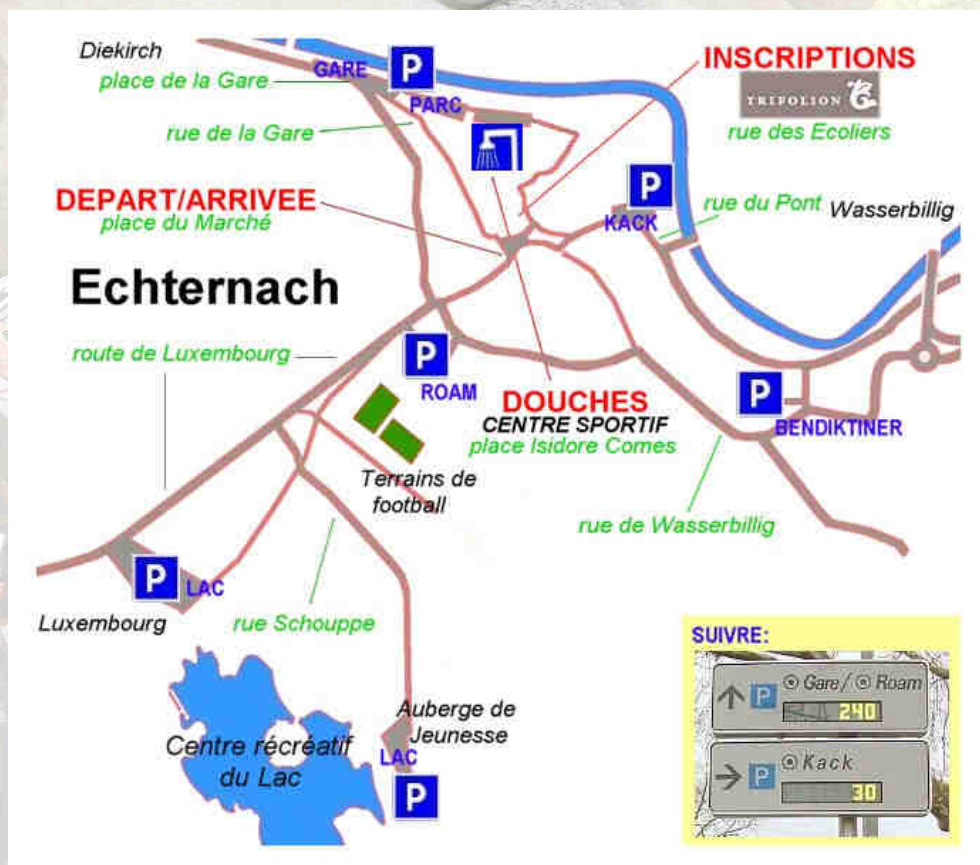 Diekirch
place de la Gare
GARE
P
PARC
rue de la Gare
INSCRIPTIONS
TRIFOLION
rue des Ecoliers
DEPART/ARRIVEE
place du Marché
P
KACK
rue du Pont
Wasserbillig
Echternach
route de Luxembourg
P
ROAM
DOUCHES
CENTRE SPORTIF
place Isidore Comes
P
BENDIKTINER
Terrains de
football
rue de Wasserbillig
P
LAC
Luxembourg
rue Schouppe
Centre récréatif
du Lac
Auberge de
Jeunesse
LAC
P
SUIVRE:
P Gare/ Roam
240
P Kack
30